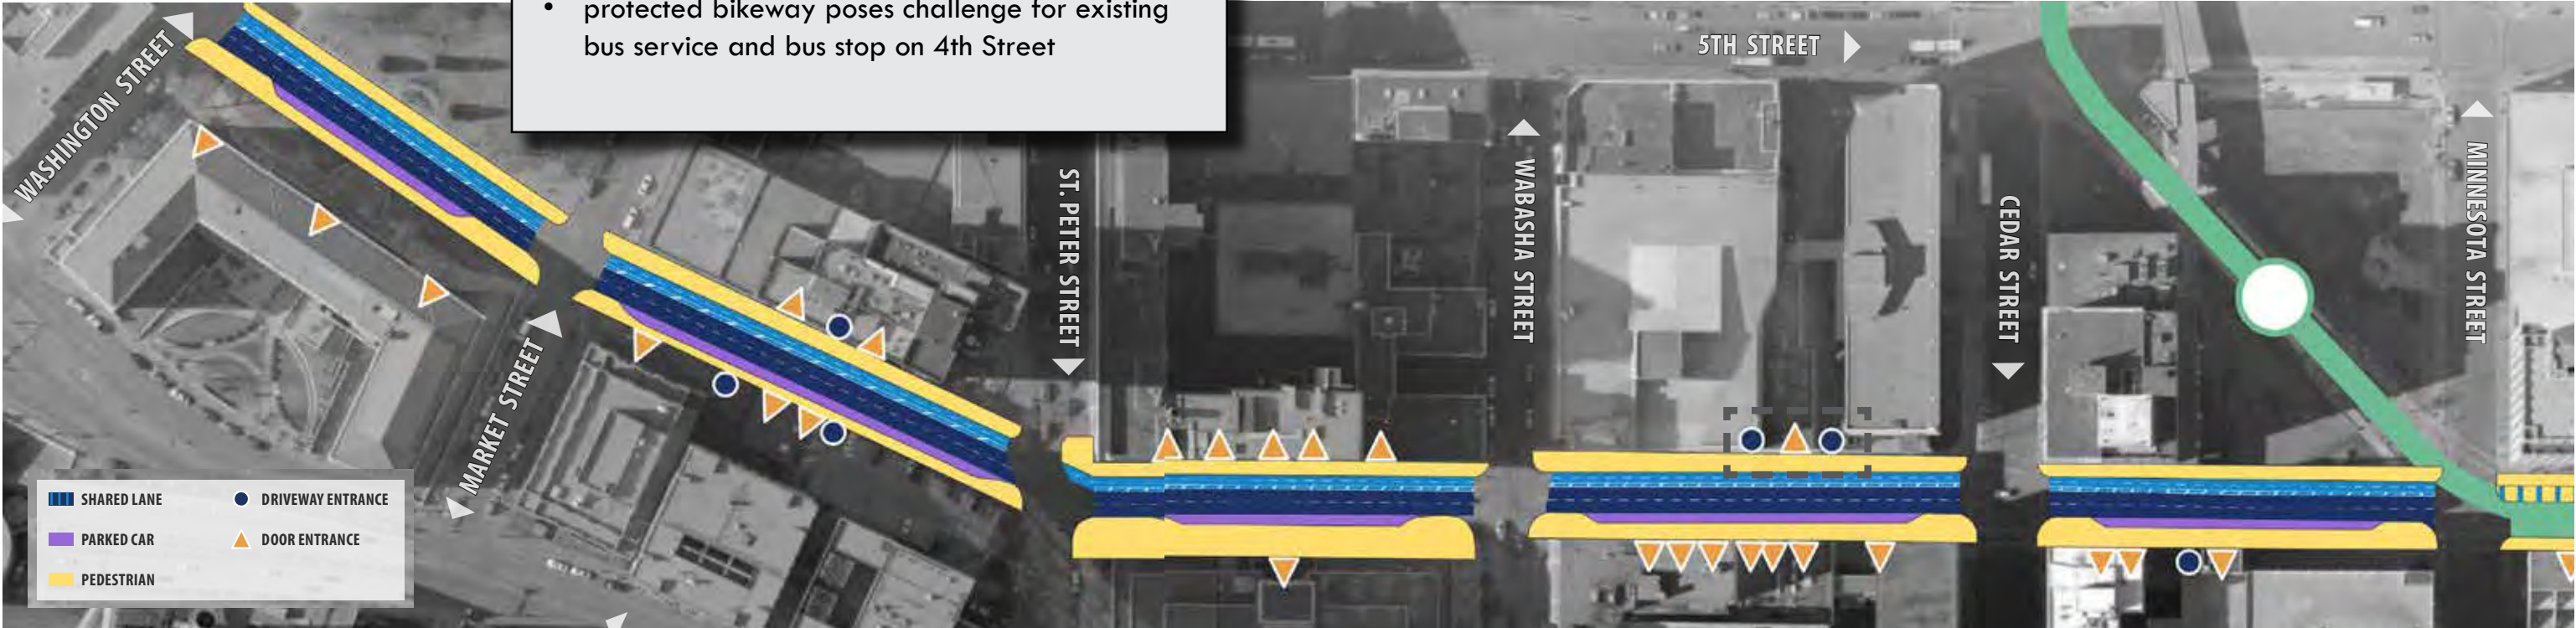 • protected bikeway poses challenge for existing
bus service and bus stop on 4th Street
WASHINGTON STREET
MARKET STREET
ST. PETER STREET
5TH STREET
WABASHA STREET
CEDAR STREET
MINNESOTA STREET
SHARED LANE
DRIVEWAY ENTRANCE
PARKED CAR
DOOR ENTRANCE
PEDESTRIAN